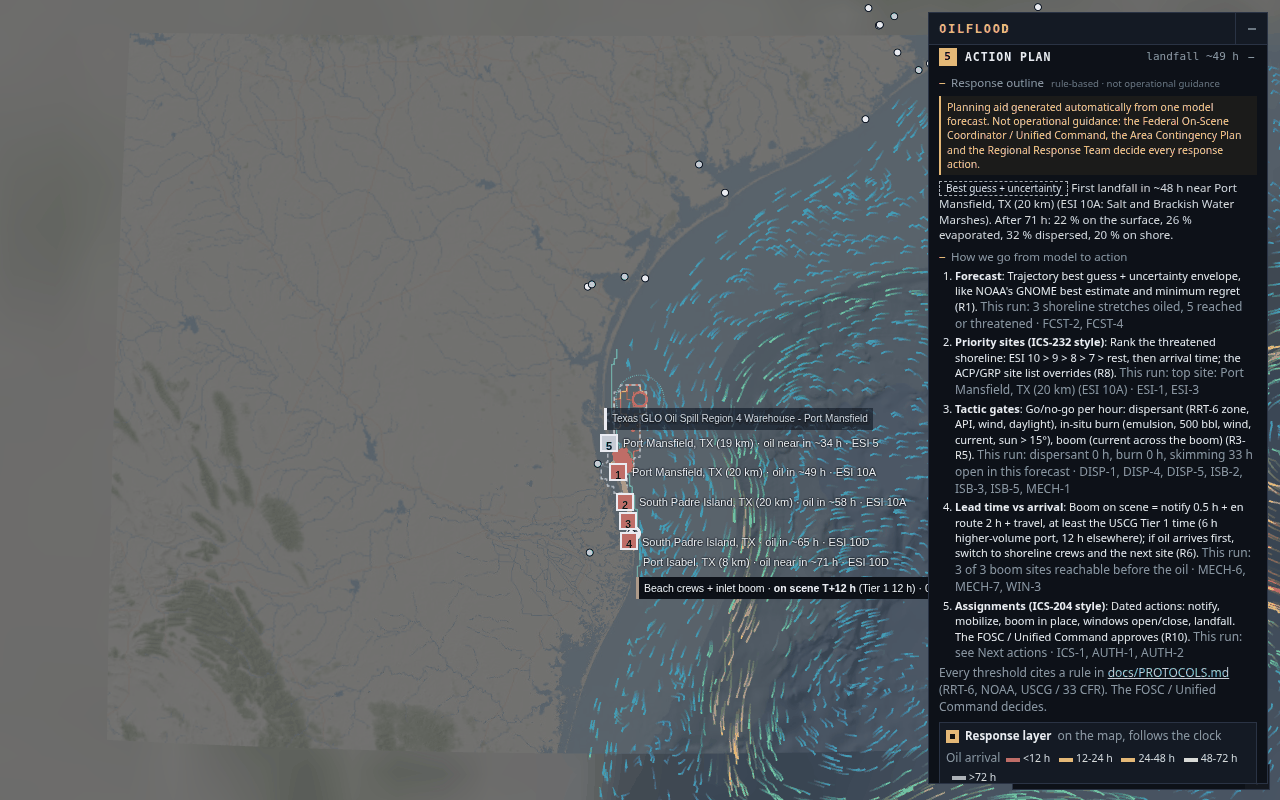 OILFLOOD
–
5 ACTION PLAN landfall ~49 h –
– Response outline rule-based · not operational guidance
Planning aid generated automatically from one model
forecast. Not operational guidance: the Federal On-Scene
Coordinator / Unified Command, the Area Contingency Plan
and the Regional Response Team decide every response
action.
Best guess + uncertainty First landfall in ~48 h near Port
Mansfield, TX (20 km) (ESI 10A: Salt and Brackish Water
Marshes). After 71 h: 22 % on the surface, 26 %
evaporated, 32 % dispersed, 20 % on shore.
– How we go from model to action
1. Forecast: Trajectory best guess + uncertainty envelope,
like NOAA's GNOME best estimate and minimum regret
(R1). This run: 3 shoreline stretches oiled, 5 reached
or threatened · FCST-2, FCST-4
2. Priority sites (ICS-232 style): Rank the threatened
shoreline: ESI 10 > 9 > 8 > 7 > rest, then arrival time; the
ACP/GRP site list overrides (R8). This run: top site: Port
Mansfield, TX (20 km) (ESI 10A) · ESI-1, ESI-3
3. Tactic gates: Go/no-go per hour: dispersant (RRT-6 zone,
API, wind, daylight), in-situ burn (emulsion, 500 bbl, wind,
current, sun > 15°), boom (current across the boom) (R3-
R5). This run: dispersant 0 h, burn 0 h, skimming 33 h
open in this forecast · DISP-1, DISP-4, DISP-5, ISB-2,
ISB-3, ISB-5, MECH-1
4. Lead time vs arrival: Boom on scene = notify 0.5 h + en
route 2 h + travel, at least the USCG Tier 1 time (6 h
higher-volume port, 12 h elsewhere); if oil arrives first,
switch to shoreline crews and the next site (R6). This run:
3 of 3 boom sites reachable before the oil · MECH-6,
MECH-7, WIN-3
5. Assignments (ICS-204 style): Dated actions: notify,
mobilize, boom in place, windows open/close, landfall.
The FOSC / Unified Command approves (R10). This run:
see Next actions · ICS-1, AUTH-1, AUTH-2
Every threshold cites a rule in docs/PROTOCOLS.md
(RRT-6, NOAA, USCG / 33 CFR). The FOSC / Unified
Command decides.
Response layer on the map, follows the clock
Oil arrival <12 h 12-24 h 24-48 h 48-72 h
>72 h
Texas GLO Oil Spill Region 4 Warehouse - Port Mansfield
5 Port Mansfield, TX (19 km) · oil near in ~34 h · ESI 5
1 Port Mansfield, TX (20 km) · oil in ~49 h · ESI 10A
2 South Padre Island, TX (20 km) · oil in ~58 h · ESI 10A
3
4 South Padre Island, TX · oil in ~65 h · ESI 10D
Port Isabel, TX (8 km) · oil near in ~71 h · ESI 10D
Beach crews + inlet boom · on scene T+12 h (Tier 1 12 h) ·